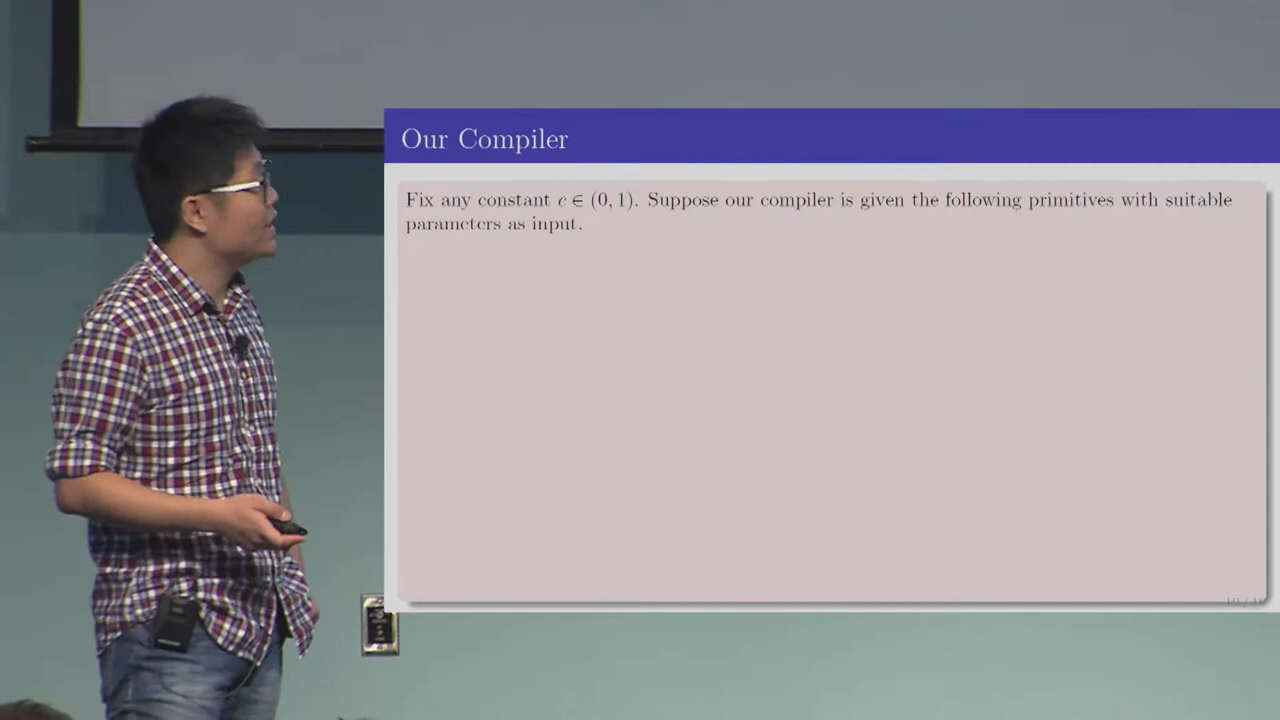 Our Compiler
Fix any constant c ∈ (0, 1). Suppose our compiler is given the following primitives with suitable
parameters as input.